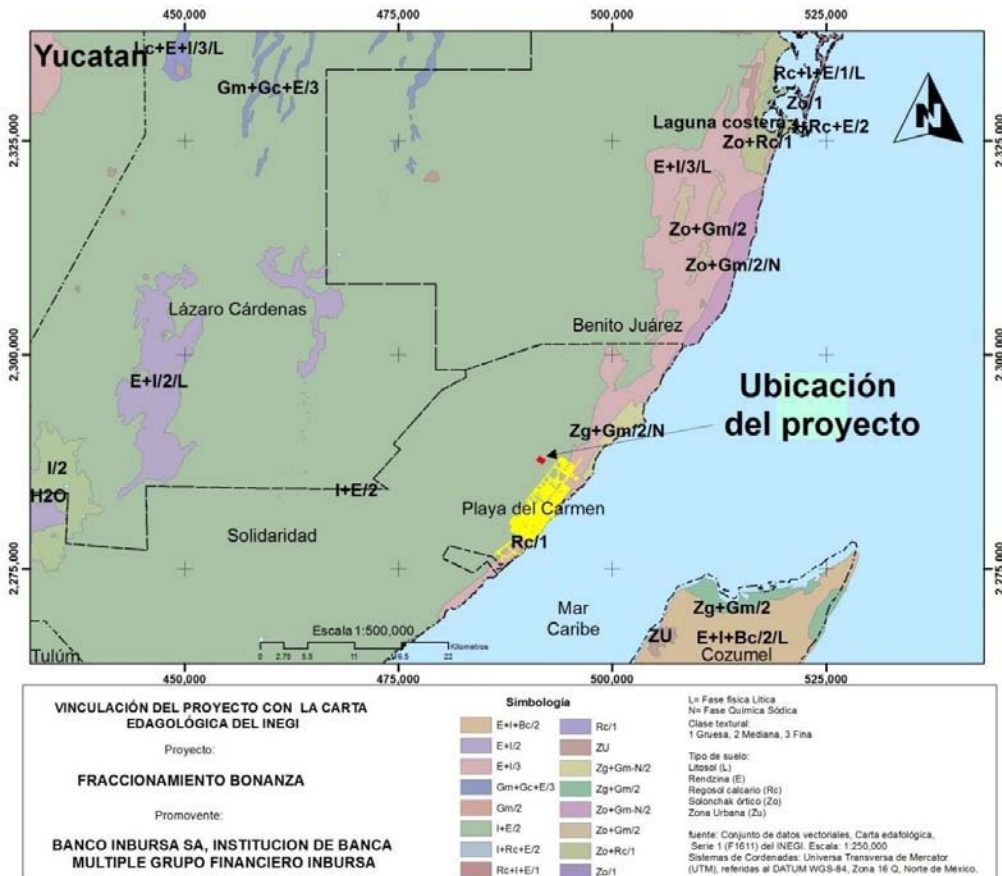 450,000 475,000 500,000 525,000
Yucatan
Lc+E+I/3/L
Gm+Gc+E/3
Rc+I+E/1/L
Zo/1
Laguna costera
I+Rc+E/2
Zo+Rc/1
2,325,000
2,325,000
E+I/3/L
Zo+Gm/2
Zo+Gm/2/N
Lázaro Cárdenas
Benito Juárez
2,300,000
2,300,000
E+I/2/L
Ubicación
del proyecto
Zg+Gm/2/N
I/2
H2O
I+E/2
Playa del Carmen
Solidaridad
Rc/1
2,275,000
2,275,000
Mar
Caribe
Zg+Gm/2
ZU
E+I+Bc/2/L
Cozumel
Escala 1:500,000
Kilometros
0 2.75 5.5 11 16.5 22
Tulúm
450,000 475,000 500,000 525,000
N
VINCULACIÓN DEL PROYECTO CON LA CARTA
EDAGOLÓGICA DEL INEGI
Proyecto:
FRACCIONAMIENTO BONANZA
Promovente:
BANCO INBURSA SA, INSTITUCION DE BANCA
MULTIPLE GRUPO FINANCIERO INBURSA
Simbología
E+I+Bc/2
E+I/2
E+I/3
Gm+Gc+E/3
Gm/2
I+E/2
I+Rc+E/2
Rc+I+E/1
Rc/1
ZU
Zg+Gm-N/2
Zg+Gm/2
Zo+Gm-N/2
Zo+Gm/2
Zo+Rc/1
Zo/1
L= Fase física Lítica
N= Fase Química Sódica
Clase textural:
1 Gruesa, 2 Mediana, 3 Fina
Tipo de suelo:
Litosol (L)
Rendzina (E)
Regosol calcario (Rc)
Solonchak órtico (Zo)
Zona Urbana (Zu)
fuente: Conjunto de datos vectoriales, Carta edafológica,
Serie 1 (F1611) del INEGI. Escala: 1:250,000
Sistemas de Cordenadas: Universa Transversa de Mercator
(UTM), referidas al DATUM WGS-84, Zona 16 Q, Norte de México.